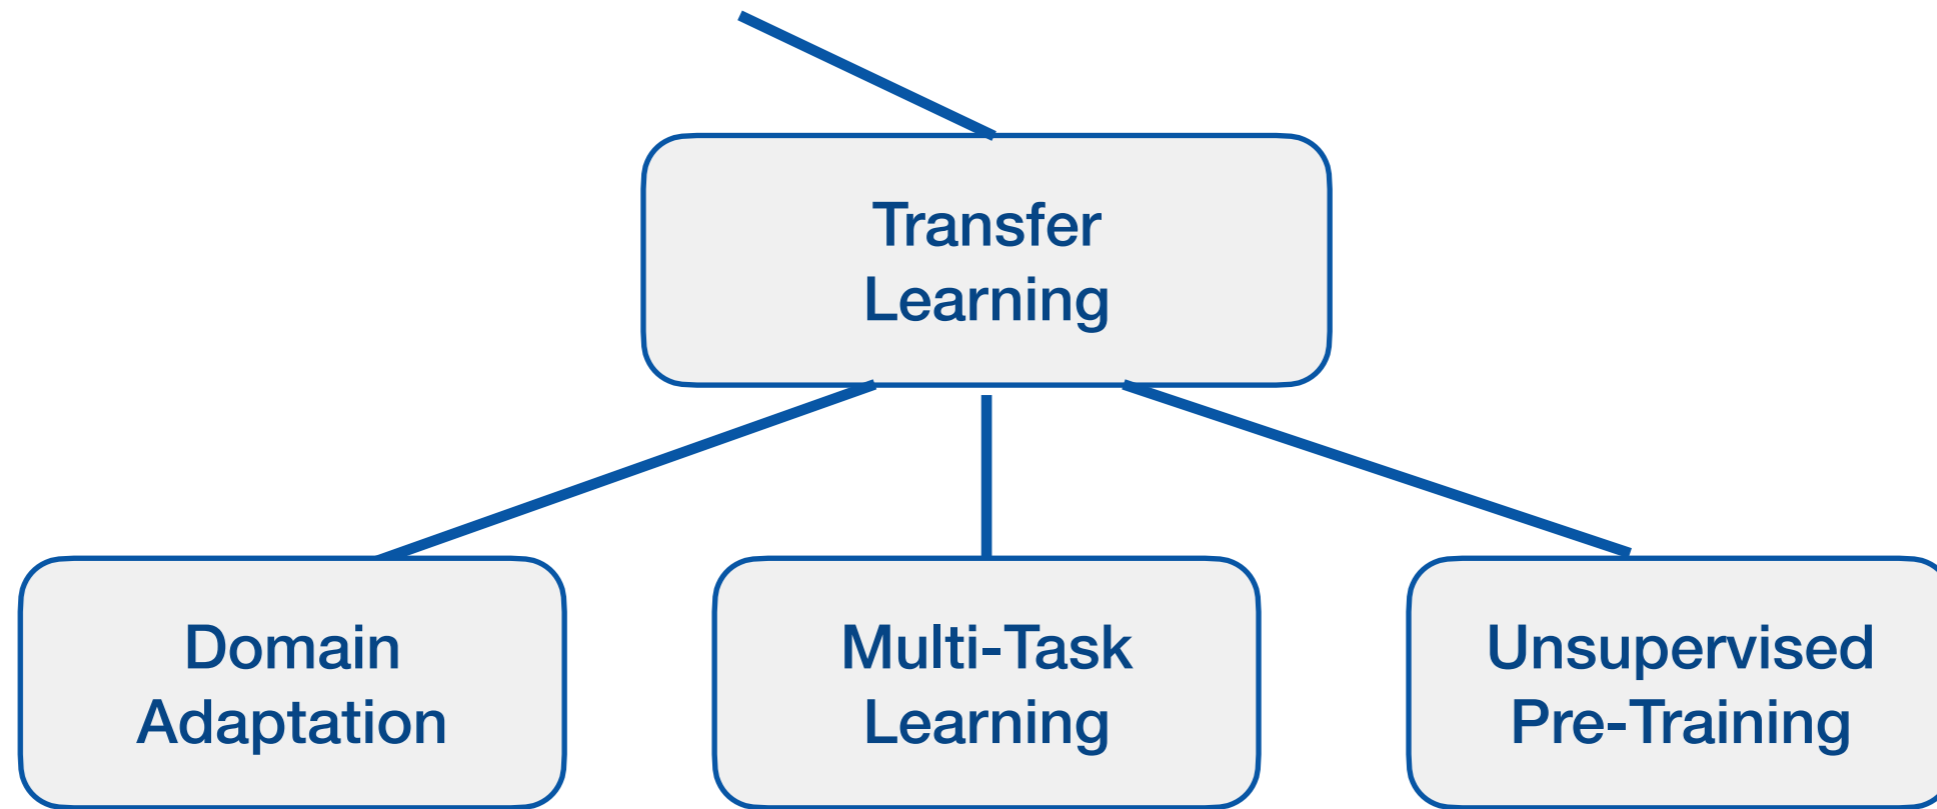 Transfer
Learning
Domain
Adaptation
Multi-Task
Learning
Unsupervised
Pre-Training